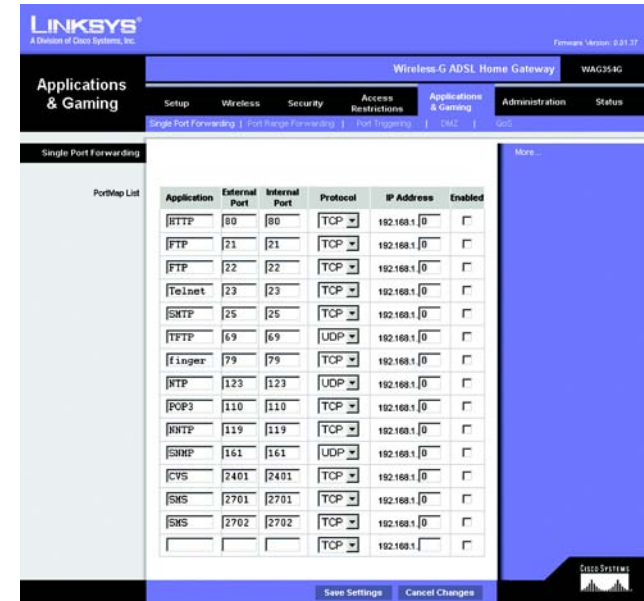 LINKSYS®
A Division of Cisco Systems, Inc.
Firmware Version: 0.01.37
Wireless-G ADSL Home Gateway WAG354G
Applications & Gaming
Setup Wireless Security Access Restrictions Applications & Gaming Administration Status
Single Port Forwarding | Port Range Forwarding | Port Triggering | DMZ | QoS
Single Port Forwarding
More...
PortMap List
Application External Port Internal Port Protocol IP Address Enabled
HTTP 80 80 TCP 192.168.1. 0
FTP 21 21 TCP 192.168.1. 0
FTP 22 22 TCP 192.168.1. 0
Telnet 23 23 TCP 192.168.1. 0
SMTP 25 25 TCP 192.168.1. 0
TFTP 69 69 UDP 192.168.1. 0
finger 79 79 TCP 192.168.1. 0
NTP 123 123 UDP 192.168.1. 0
POP3 110 110 TCP 192.168.1. 0
NNTP 119 119 TCP 192.168.1. 0
SNMP 161 161 UDP 192.168.1. 0
CVS 2401 2401 TCP 192.168.1. 0
SMS 2701 2701 TCP 192.168.1. 0
SMS 2702 2702 TCP 192.168.1. 0
TCP 192.168.1.
Save Settings Cancel Changes
CISCO SYSTEMS